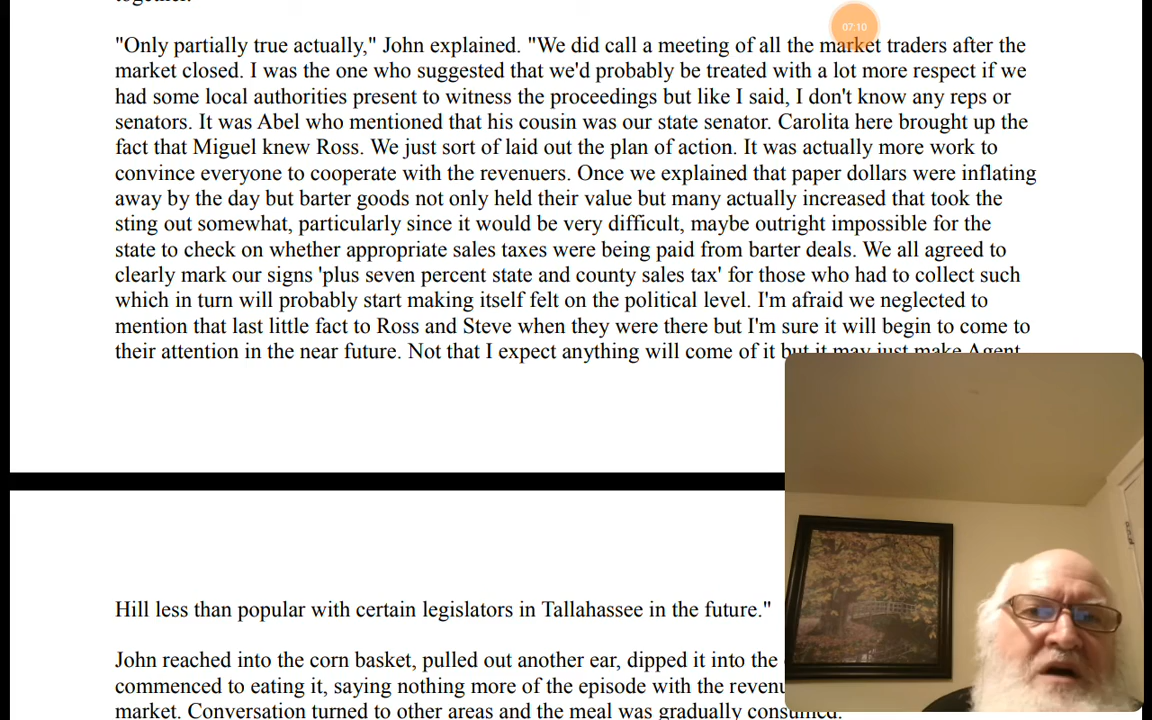 together.
07:10
"Only partially true actually," John explained. "We did call a meeting of all the market traders after the
market closed. I was the one who suggested that we'd probably be treated with a lot more respect if we
had some local authorities present to witness the proceedings but like I said, I don't know any reps or
senators. It was Abel who mentioned that his cousin was our state senator. Carolita here brought up the
fact that Miguel knew Ross. We just sort of laid out the plan of action. It was actually more work to
convince everyone to cooperate with the revenuers. Once we explained that paper dollars were inflating
away by the day but barter goods not only held their value but many actually increased that took the
sting out somewhat, particularly since it would be very difficult, maybe outright impossible for the
state to check on whether appropriate sales taxes were being paid from barter deals. We all agreed to
clearly mark our signs 'plus seven percent state and county sales tax' for those who had to collect such
which in turn will probably start making itself felt on the political level. I'm afraid we neglected to
mention that last little fact to Ross and Steve when they were there but I'm sure it will begin to come to
their attention in the near future. Not that I expect anything will come of it but it may just make Agent
Hill less than popular with certain legislators in Tallahassee in the future."
John reached into the corn basket, pulled out another ear, dipped it into the
commenced to eating it, saying nothing more of the episode with the
market. Conversation turned to other areas and the meal was gradually consumed.